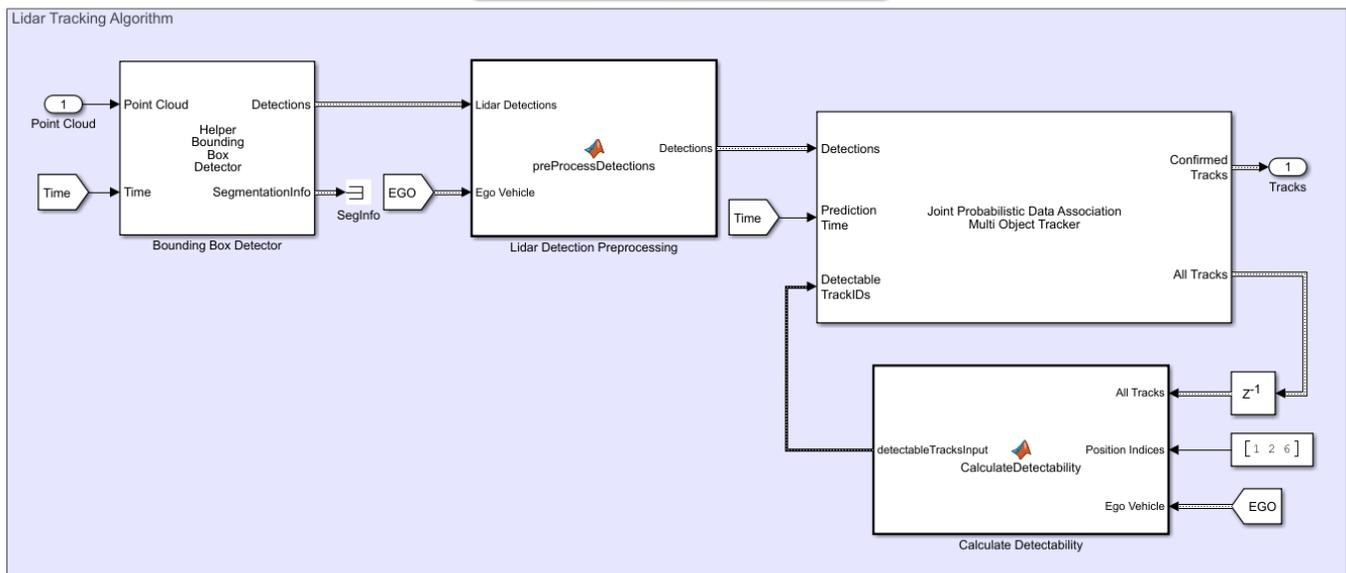 Lidar Tracking Algorithm
1
Point Cloud
Point Cloud
Detections
Helper
Bounding
Box
Detector
Time
Time
SegmentationInfo
Bounding Box Detector
SegInfo
EGO
Lidar Detections
preProcessDetections
Detections
Ego Vehicle
Lidar Detection Preprocessing
Time
Detections
Prediction
Time
Detectable
TrackIDs
Joint Probabilistic Data Association
Multi Object Tracker
Confirmed
Tracks
All Tracks
1
Tracks
All Tracks
detectableTracksInput
CalculateDetectability
Position Indices
Ego Vehicle
Calculate Detectability
Z-1
[1 2 6]
EGO